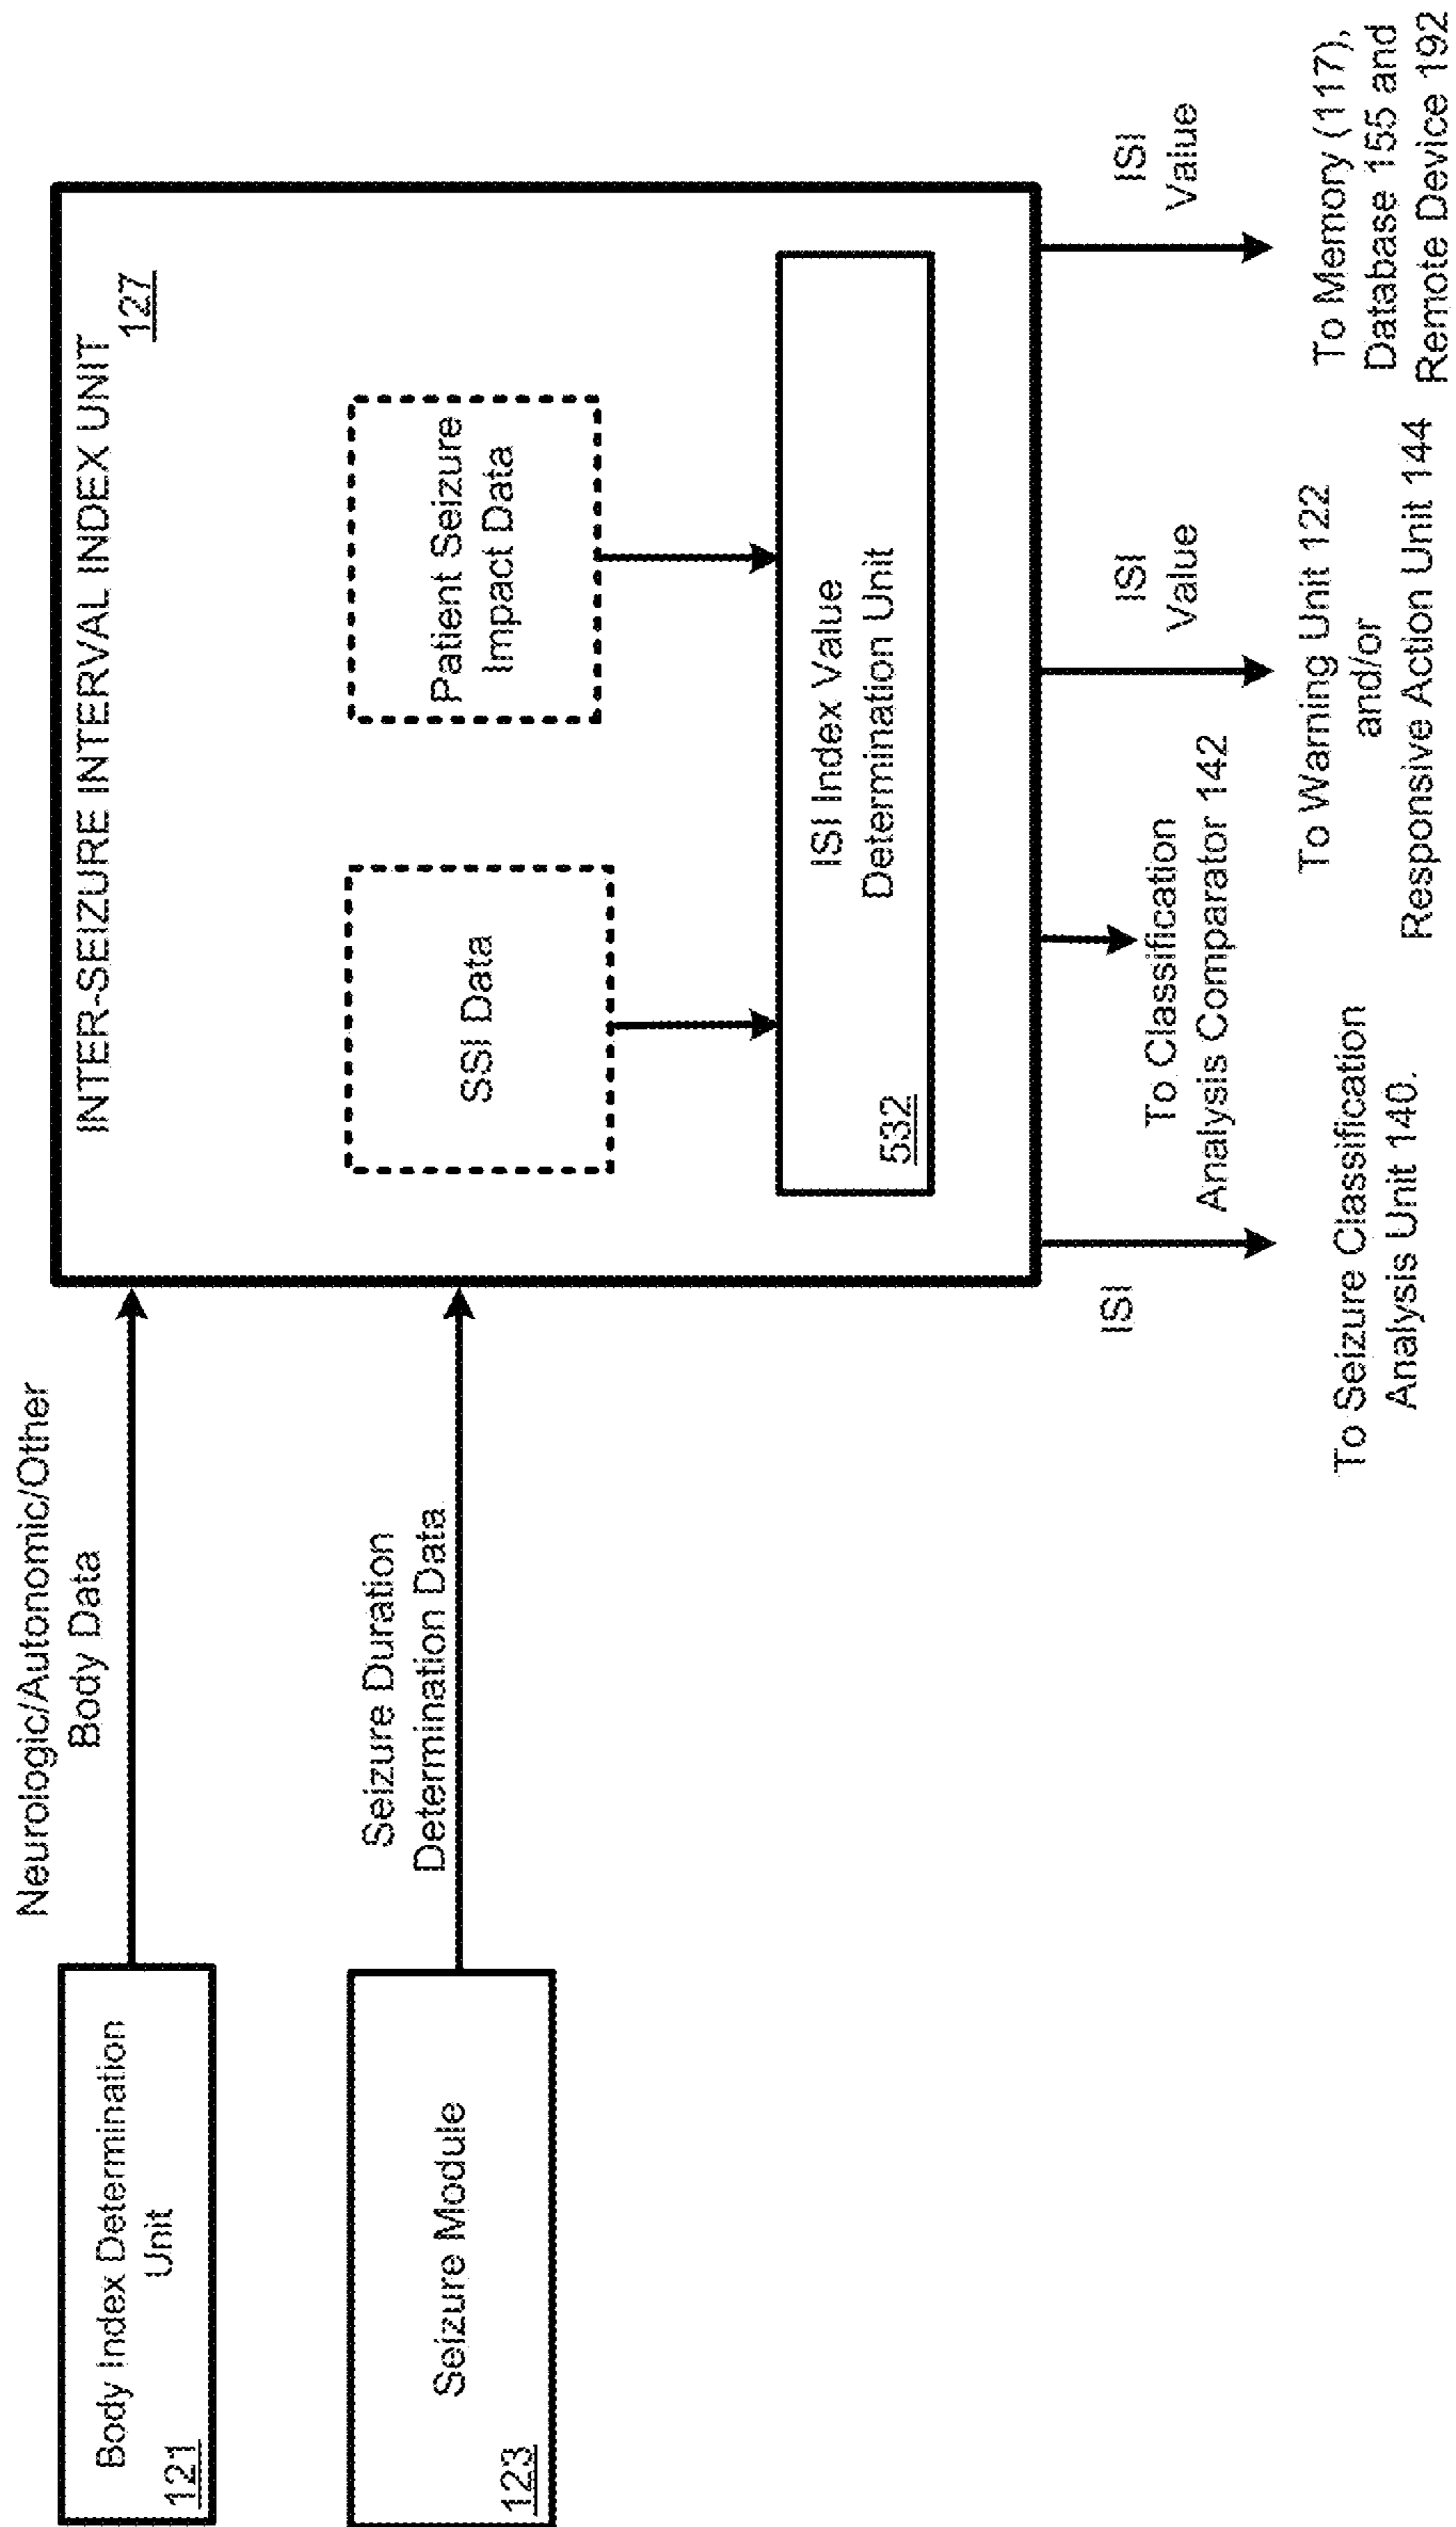 Body Index Determination
Unit
121
Neurologic/Autonomic/Other
Body Data
Seizure Module
123
Seizure Duration
Determination Data
INTER-SEIZURE INTERVAL INDEX UNIT
127
SSI Data
Patient Seizure
Impact Data
ISI Index Value
Determination Unit
532
ISI
To Seizure Classification
Analysis Unit 140.
To Classification
Analysis Comparator 142
ISI
Value
To Warning Unit 122
and/or
Responsive Action Unit 144
ISI
Value
To Memory (117),
Database 155 and
Remote Device 192